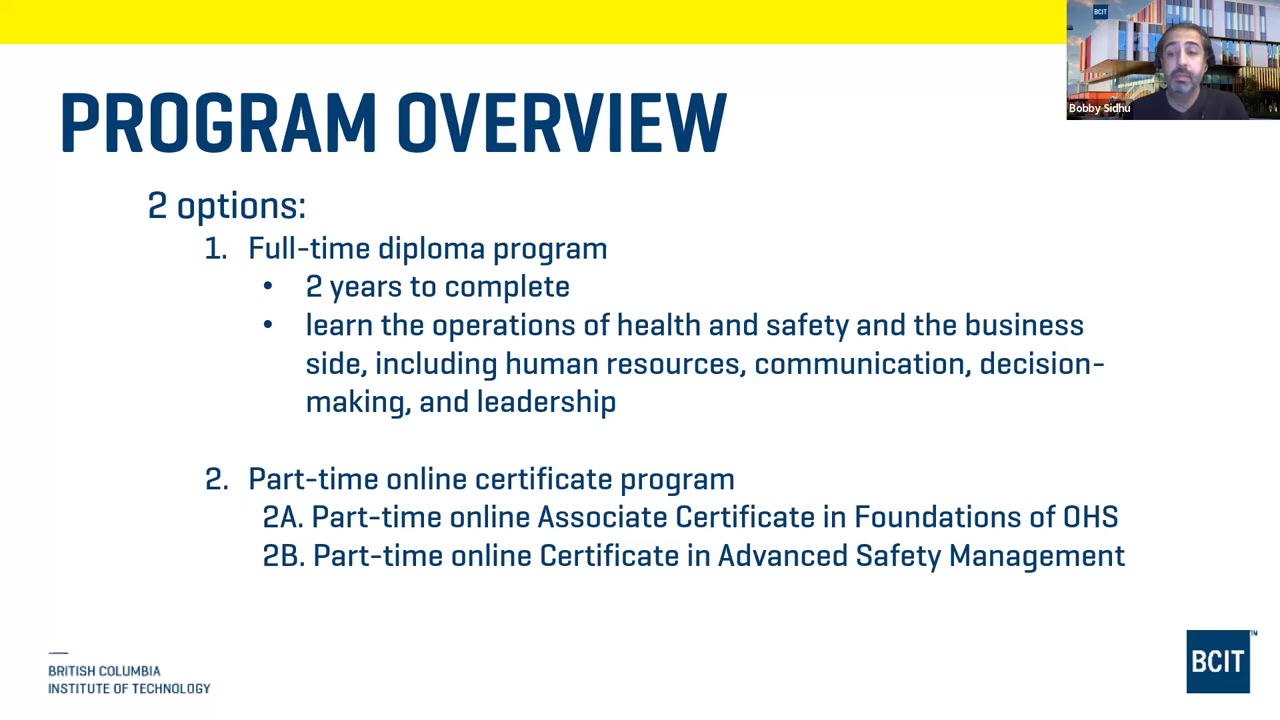 BCIT
Bobby Sidhu
PROGRAM OVERVIEW
2 options:
1. Full-time diploma program
• 2 years to complete
• learn the operations of health and safety and the business
side, including human resources, communication, decision-
making, and leadership
2. Part-time online certificate program
2A. Part-time online Associate Certificate in Foundations of OHS
2B. Part-time online Certificate in Advanced Safety Management
BRITISH COLUMBIA
INSTITUTE OF TECHNOLOGY
BCIT™